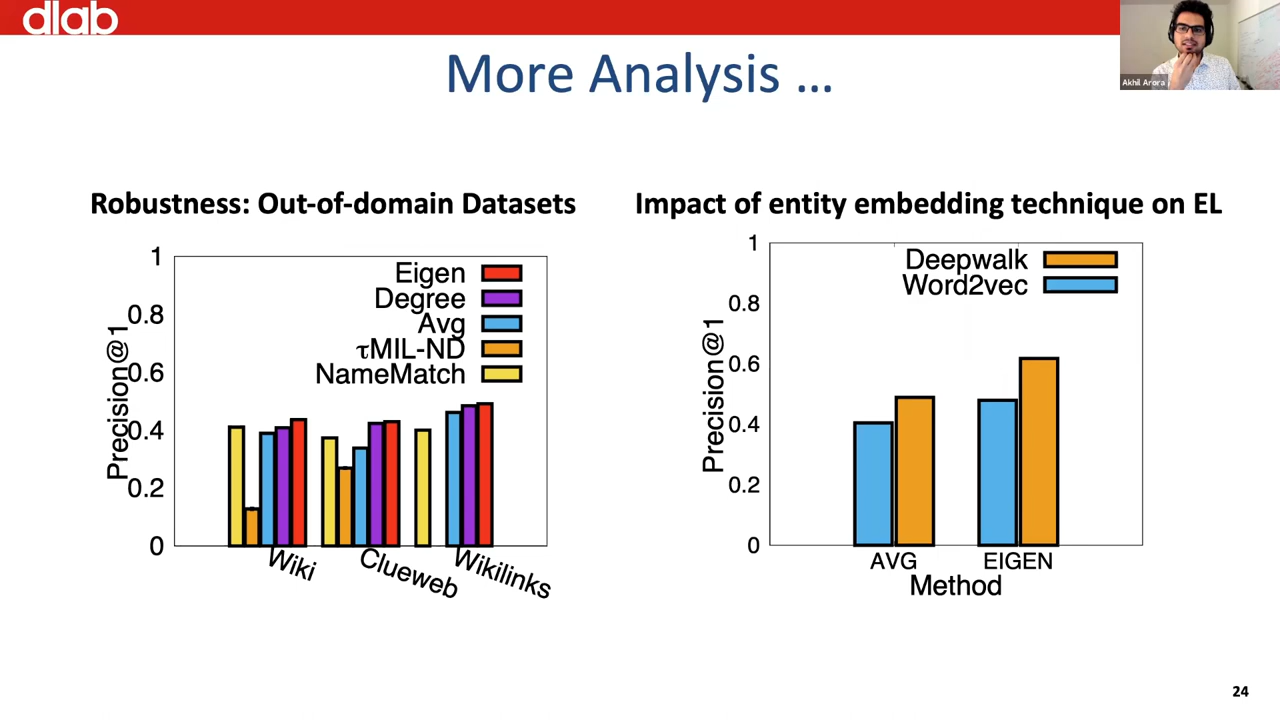 dlab
Akhil Arora
More Analysis ...
Robustness: Out-of-domain Datasets
Precision@1
1
0.8
0.6
0.4
0.2
0
Eigen
Degree
Avg
τMIL-ND
NameMatch
Wiki
Clueweb
Wikilinks
Impact of entity embedding technique on EL
Precision@1
1
0.8
0.6
0.4
0.2
0
Deepwalk
Word2vec
AVG EIGEN
Method
24